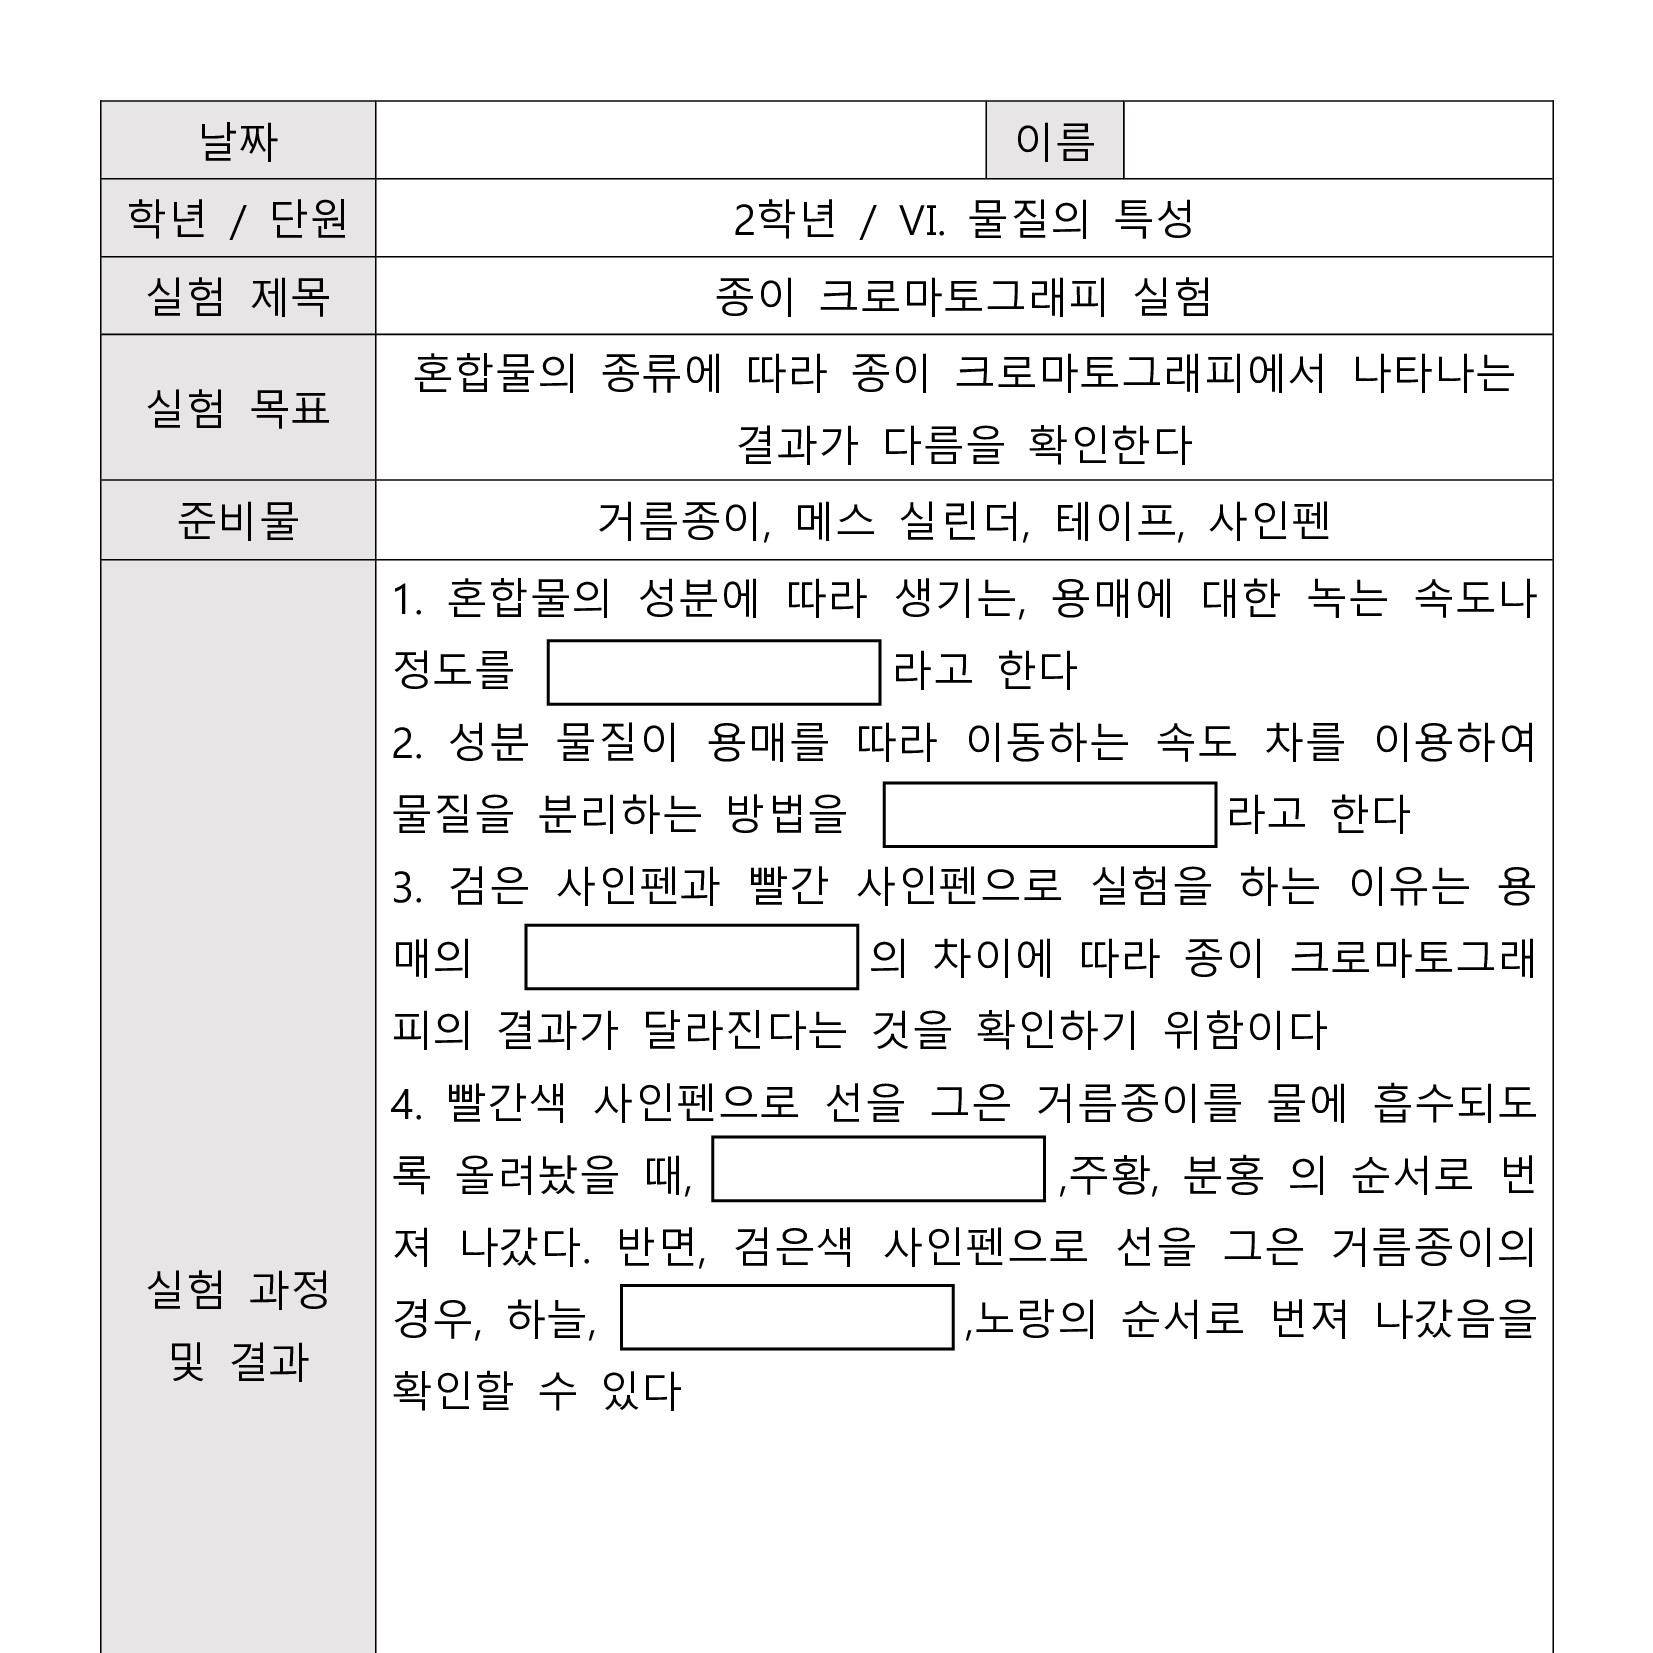 날짜 이름
학년 / 단원 2학년 / VI. 물질의 특성
실험 제목 종이 크로마토그래피 실험
실험 목표 혼합물의 종류에 따라 종이 크로마토그래피에서 나타나는
결과가 다름을 확인한다
준비물 거름종이, 메스 실린더, 테이프, 사인펜
실험 과정
및 결과
1. 혼합물의 성분에 따라 생기는, 용매에 대한 녹는 속도나
정도를 라고 한다
2. 성분 물질이 용매를 따라 이동하는 속도 차를 이용하여
물질을 분리하는 방법을 라고 한다
3. 검은 사인펜과 빨간 사인펜으로 실험을 하는 이유는 용
매의 의 차이에 따라 종이 크로마토그래
피의 결과가 달라진다는 것을 확인하기 위함이다
4. 빨간색 사인펜으로 선을 그은 거름종이를 물에 흡수되도
록 올려놨을 때, ,주황, 분홍 의 순서로 번
져 나갔다. 반면, 검은색 사인펜으로 선을 그은 거름종이의
경우, 하늘, ,노랑의 순서로 번져 나갔음을
확인할 수 있다